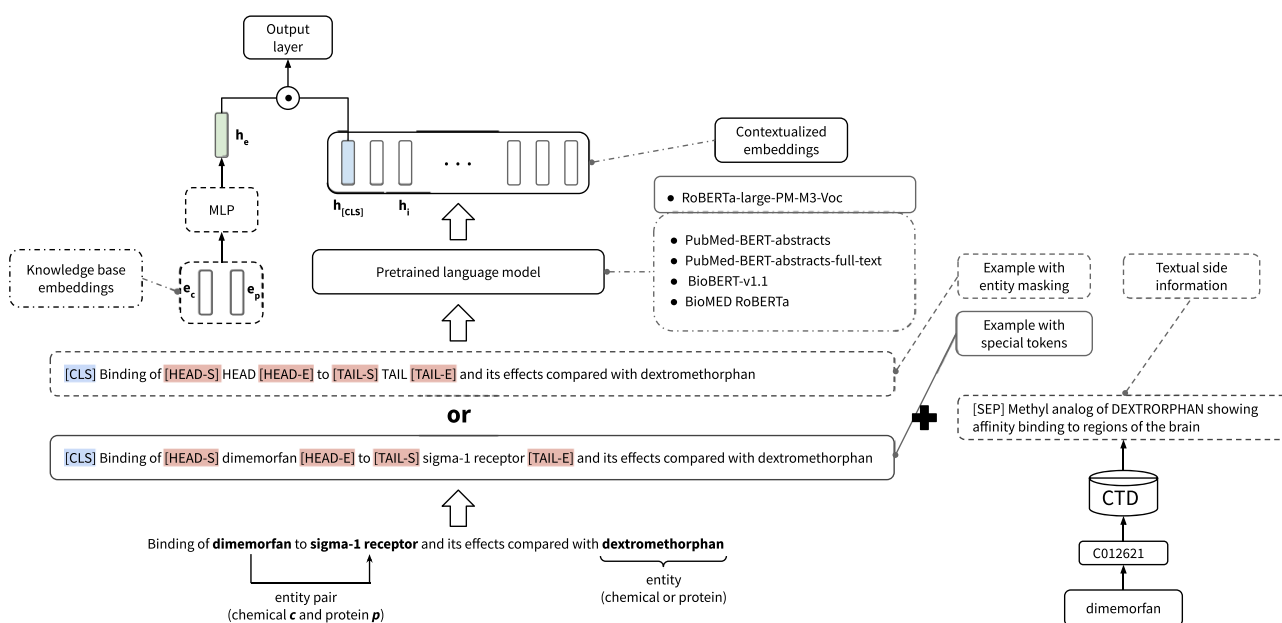 Output
layer
h_e
Contextualized
embeddings
MLP
h_[CLS]
h_i
● RoBERTa-large-PM-M3-Voc
Knowledge base
embeddings
e_c
e_p
Pretrained language model
● PubMed-BERT-abstracts
● PubMed-BERT-abstracts-full-text
● BioBERT-v1.1
● BioMED RoBERTa
Example with
entity masking
Textual side
information
Example with
special tokens
[CLS] Binding of [HEAD-S] HEAD [HEAD-E] to [TAIL-S] TAIL [TAIL-E] and its effects compared with dextromethorphan
or
[CLS] Binding of [HEAD-S] dimemorfan [HEAD-E] to [TAIL-S] sigma-1 receptor [TAIL-E] and its effects compared with dextromethorphan
[SEP] Methyl analog of DEXTRORPHAN showing
affinity binding to regions of the brain
CTD
C012621
dimemorfan
Binding of dimemorfan to sigma-1 receptor and its effects compared with dextromethorphan
entity pair
(chemical c and protein p)
entity
(chemical or protein)